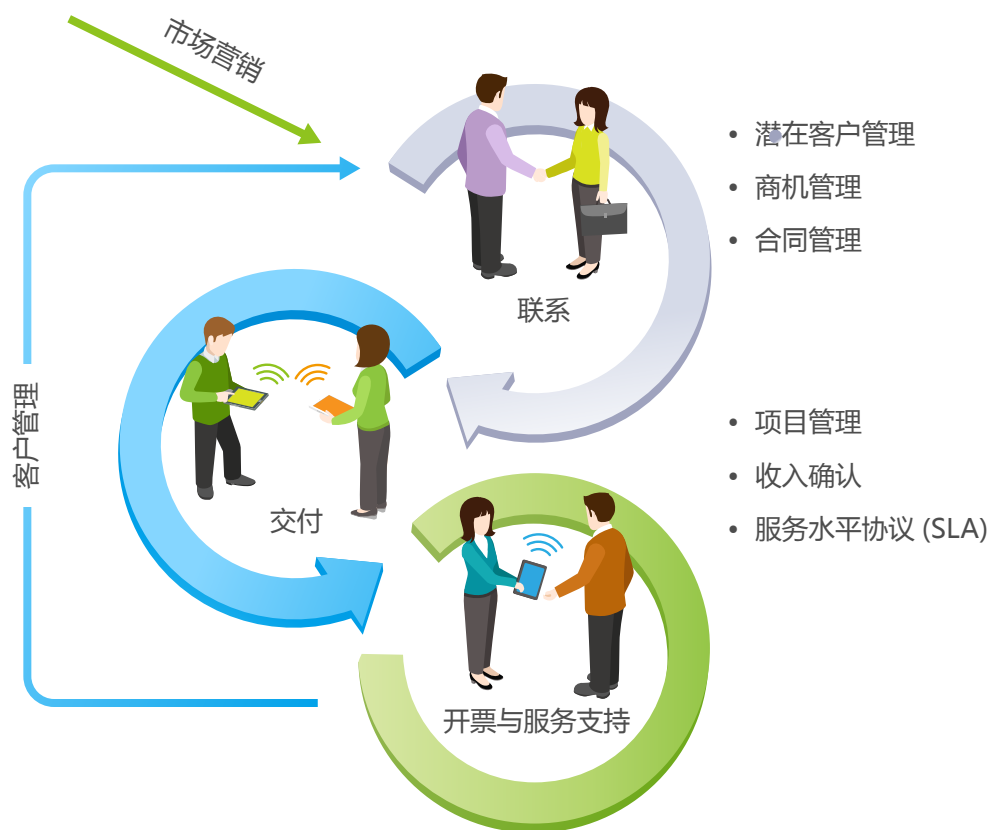 市场营销
• 潜在客户管理
• 商机管理
• 合同管理
联系
客户管理
• 项目管理
• 收入确认
• 服务水平协议 (SLA)
交付
开票与服务支持